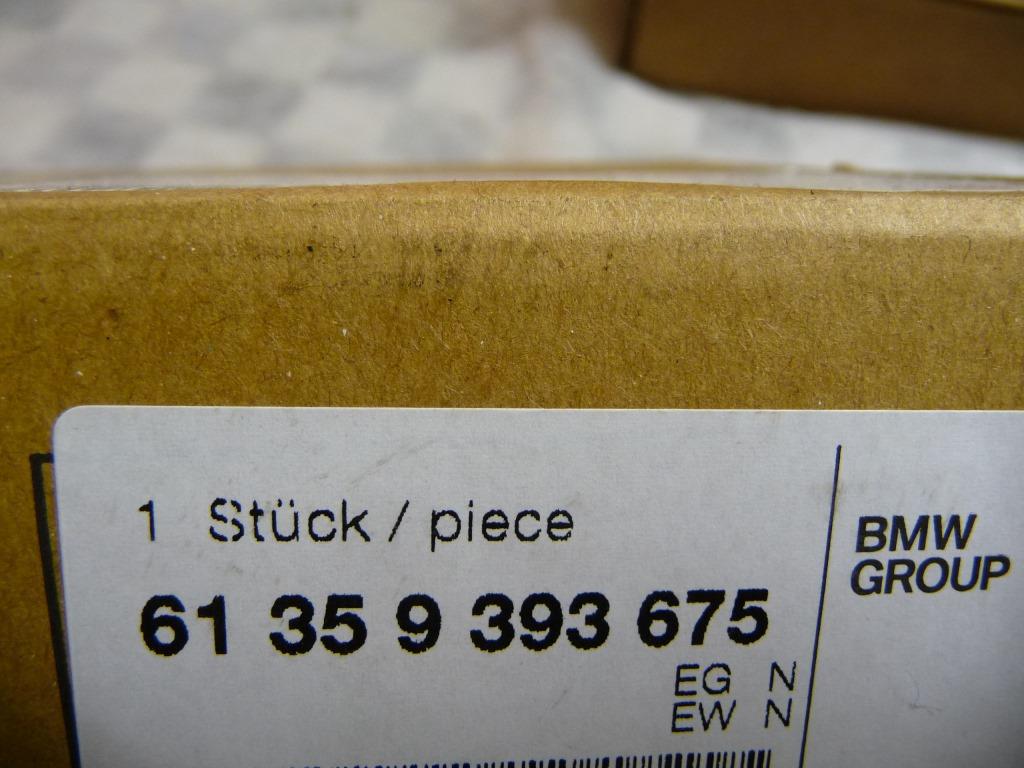 1 Stück / piece
61 35 9 393 675
EG N
EW N
BMW
GROUP